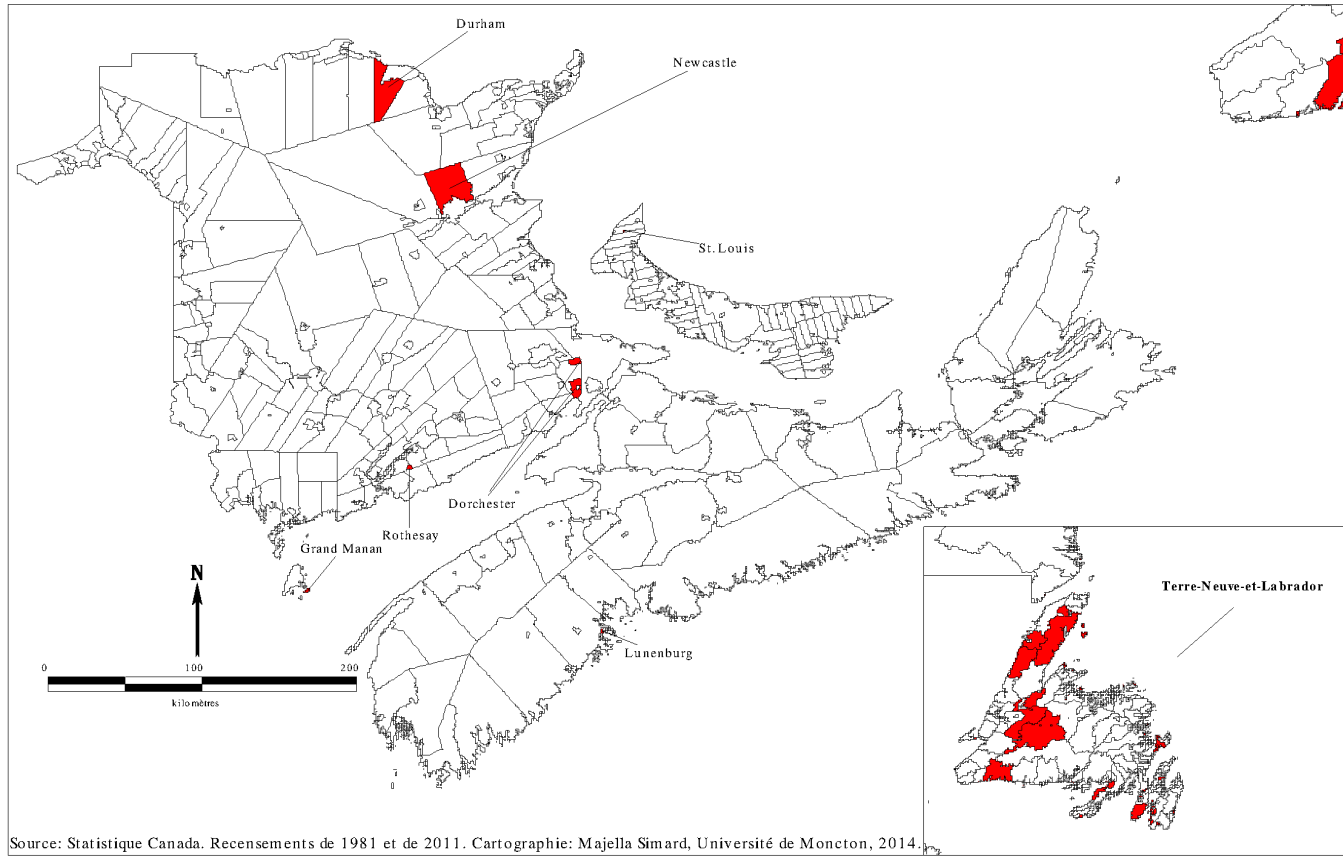 Durham
Newcastle
St. Louis
Dorchester
Rothesay
Grand Manan
N
Terre-Neuve-et-Labrador
Lunenburg
0 100 200
kilomètres
Source: Statistique Canada. Recensements de 1981 et de 2011. Cartographie: Majella Simard, Université de Moncton, 2014.